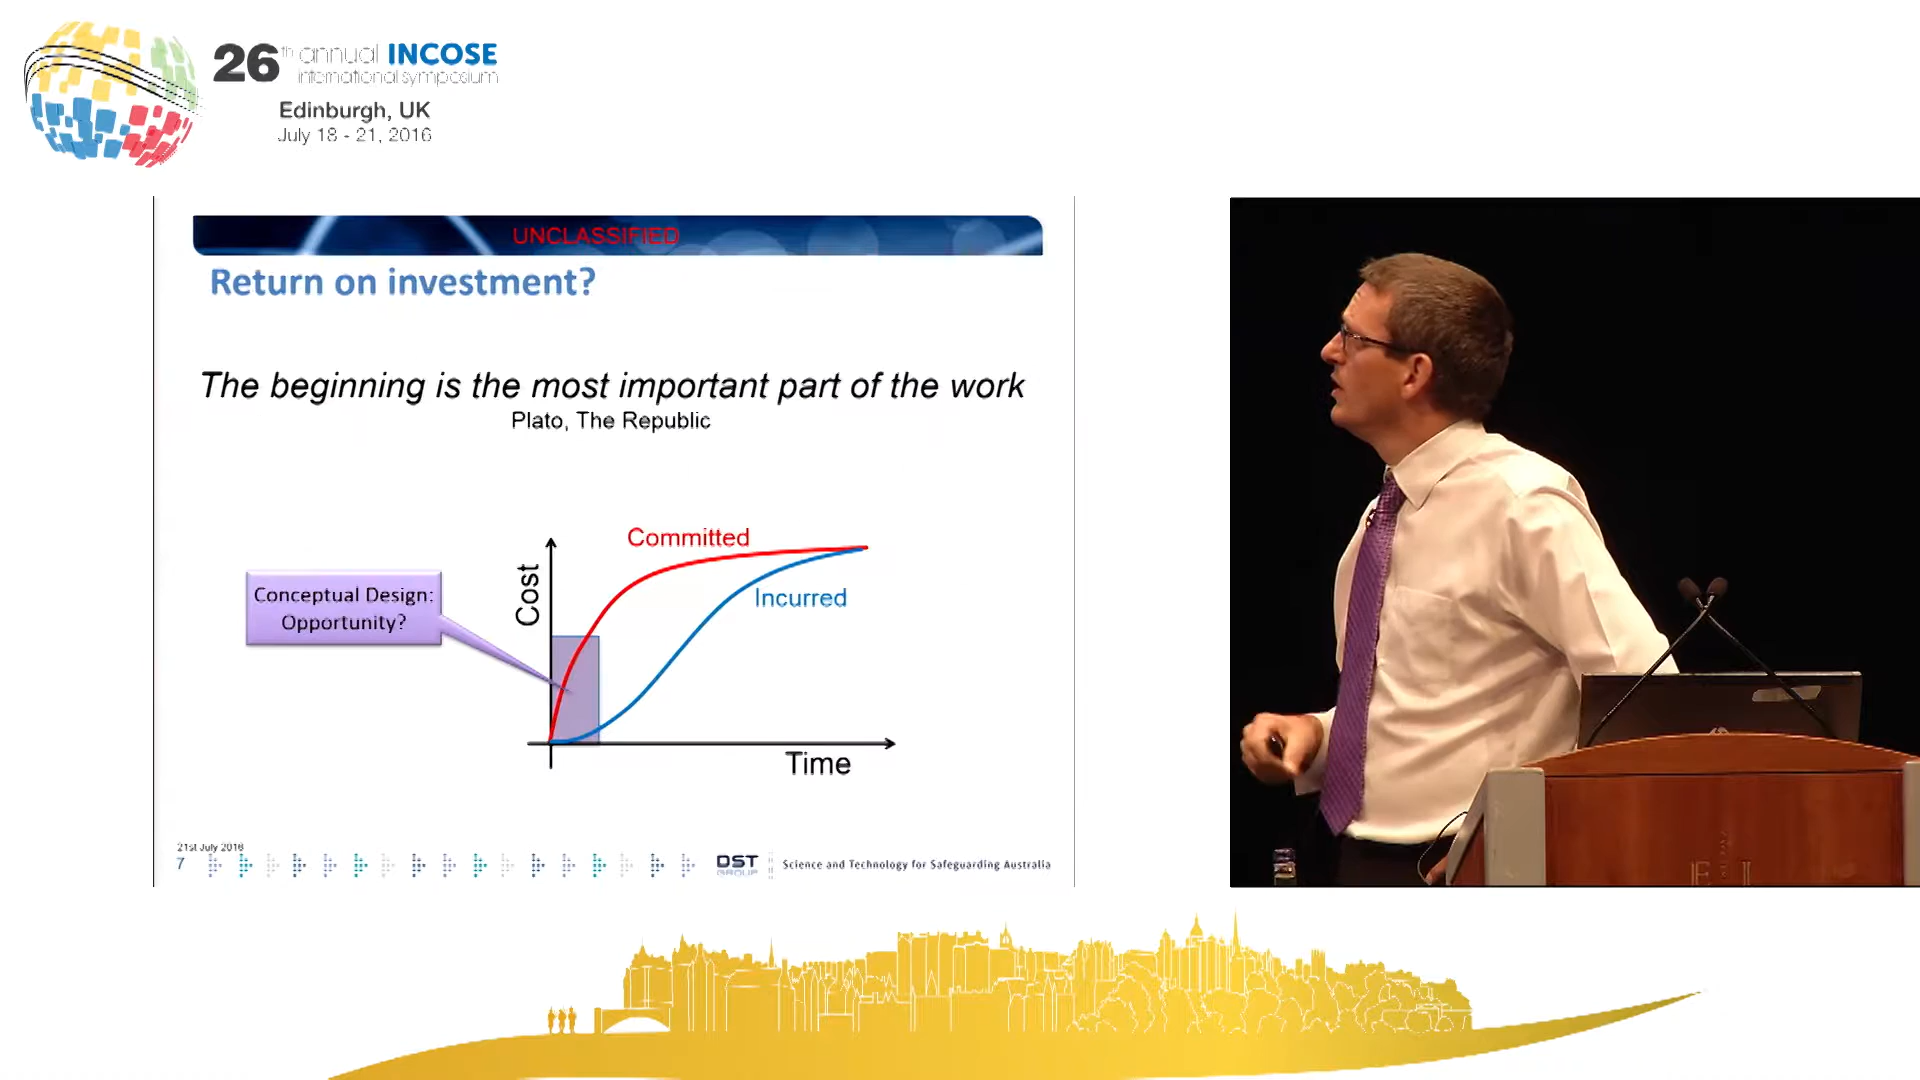 26th annual INCOSE
international symposium
Edinburgh, UK
July 18 - 21, 2016
UNCLASSIFIED
Return on investment?
The beginning is the most important part of the work
Plato, The Republic
Committed
Cost
Conceptual Design:
Opportunity?
Incurred
Time
21st July 2016
7
DST
GROUP
Science and Technology for Safeguarding Australia